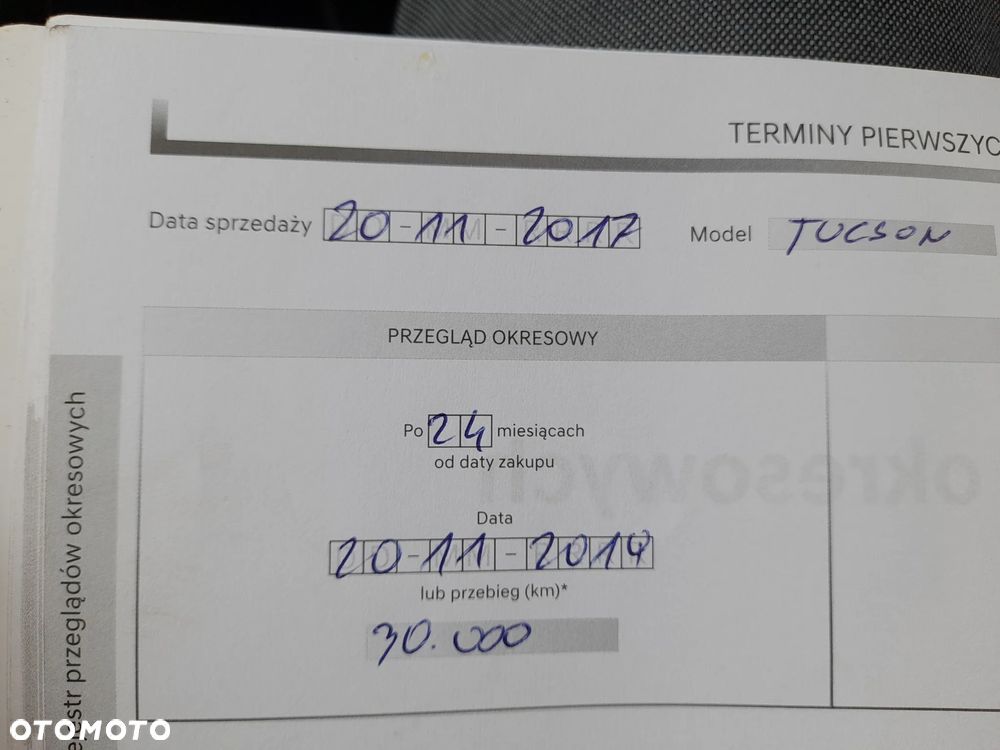 TERMINY PIERWSZYC
Data sprzedaży 20-11-2017 Model TUCSON
PRZEGLĄD OKRESOWY
Po 24 miesiącach
od daty zakupu
Data
20-11-2019
lub przebieg (km)*
30.000
estr przeglądów okresowych
okresowych
OTOMOTO